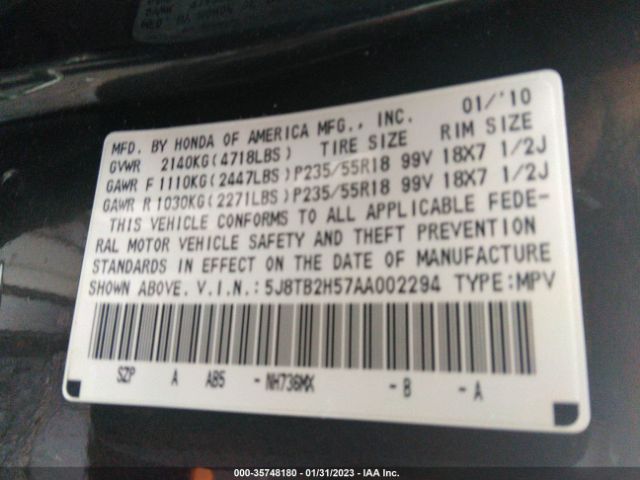 MFD. BY HONDA OF AMERICA MFG., INC. 01/'10
GVWR 2140KG(4718LBS) TIRE SIZE RIM SIZE
GAWR F 1110KG(2447LBS)P235/55R18 99V 18X7 1/2J
GAWR R 1030KG(2271LBS)P235/55R18 99V 18X7 1/2J
THIS VEHICLE CONFORMS TO ALL APPLICABLE FEDE-
RAL MOTOR VEHICLE SAFETY AND THEFT PREVENTION
STANDARDS IN EFFECT ON THE DATE OF MANUFACTURE
SHOWN ABOVE. V.I.N.:5J8TB2H57AA002294 TYPE:MPV
SZP A AB5 -NH736MX -B -A
000-35748180 - 01/31/2023 - IAA Inc.